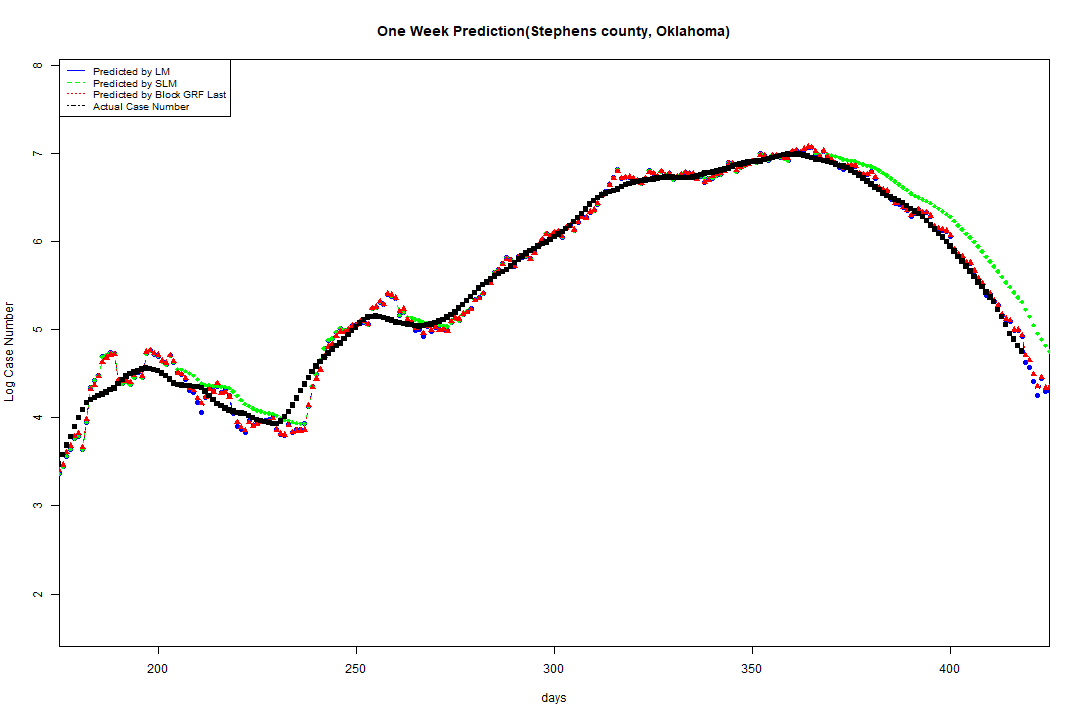 One Week Prediction(Stephens county, Oklahoma)
Predicted by LM
Predicted by SLM
Predicted by Block GRF Last
Actual Case Number
Log Case Number
8
7
6
5
4
3
2
200 250 300 350 400
days